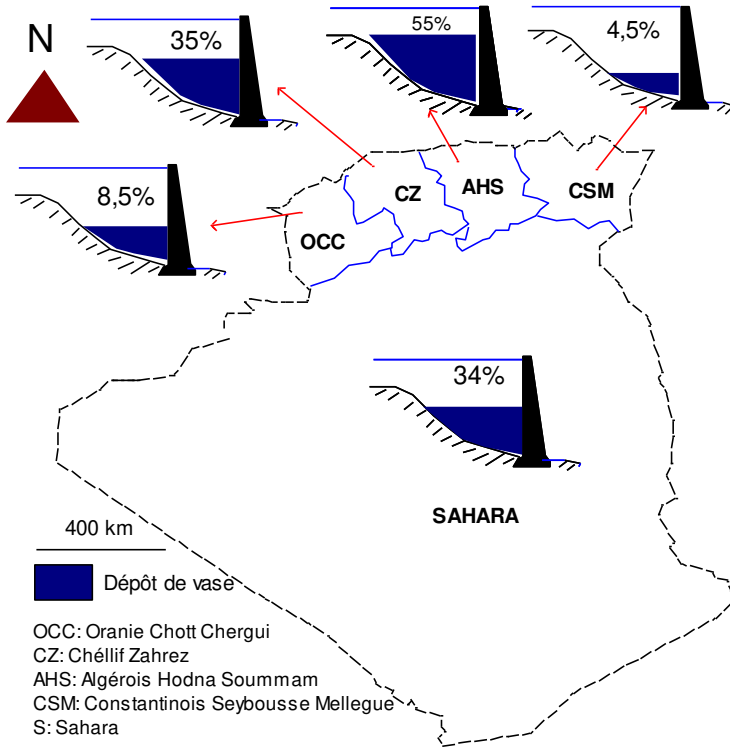 N
35%
55%
4,5%
8,5%
CZ
AHS
CSM
OCC
34%
SAHARA
400 km
Dépôt de vase
OCC: Oranie Chott Chergui
CZ: Chéllif Zahrez
AHS: Algérois Hodna Soummam
CSM: Constantinois Seybousse Mellegue
S: Sahara